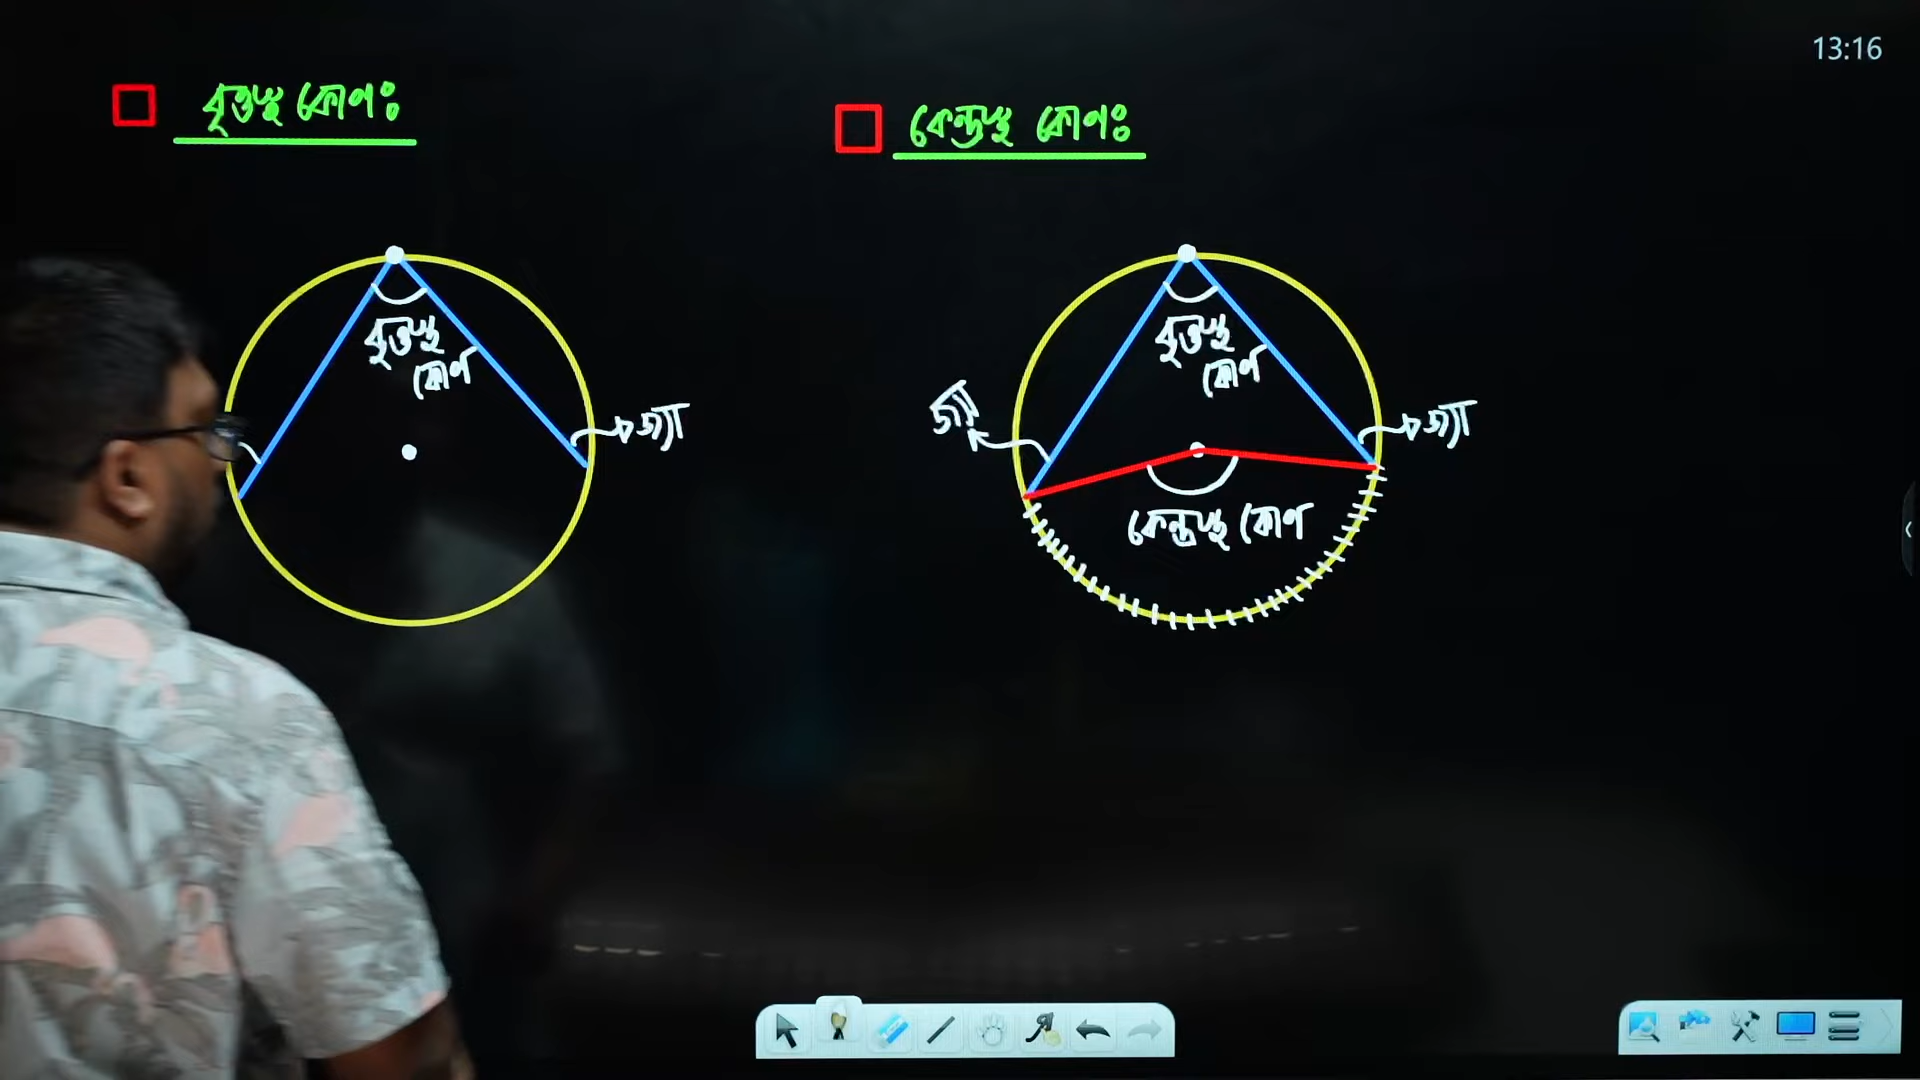 13:16
বৃত্তস্থ কোণঃ
কেন্দ্রস্থ কোণঃ
বৃত্তস্থ
কোণ
জ্যা
বৃত্তস্থ
কোণ
জ্যা
জ্যা
কেন্দ্রস্থ কোণ